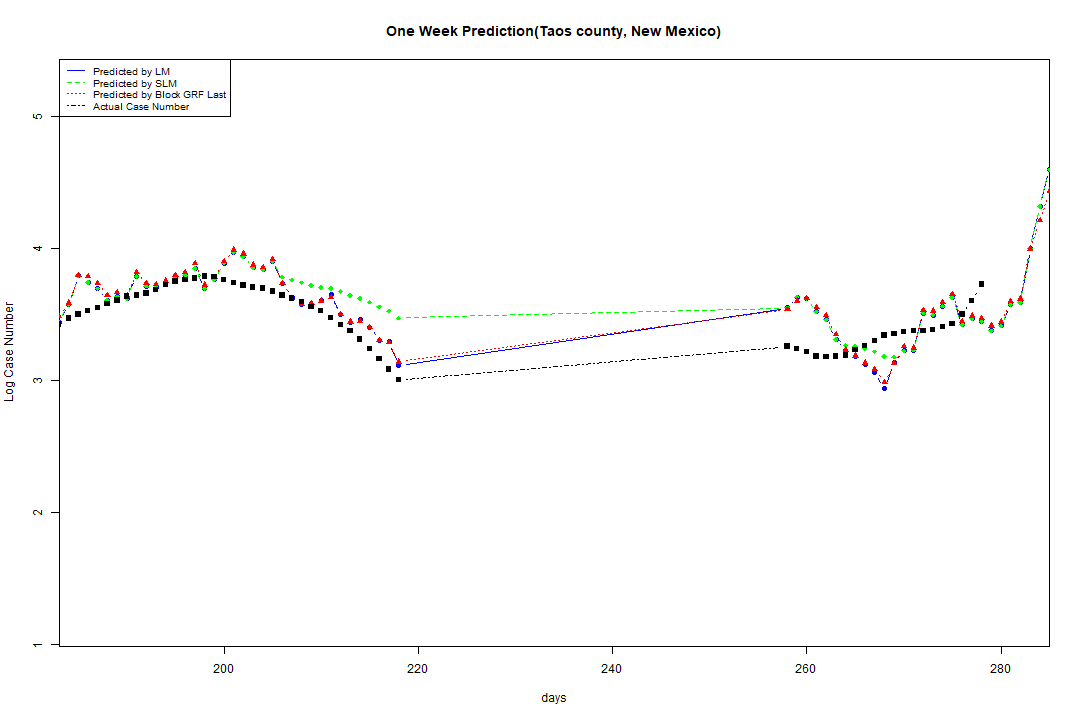 One Week Prediction(Taos county, New Mexico)
Predicted by LM
Predicted by SLM
Predicted by Block GRF Last
Actual Case Number
5
4
3
2
1
Log Case Number
200
220
240
260
280
days